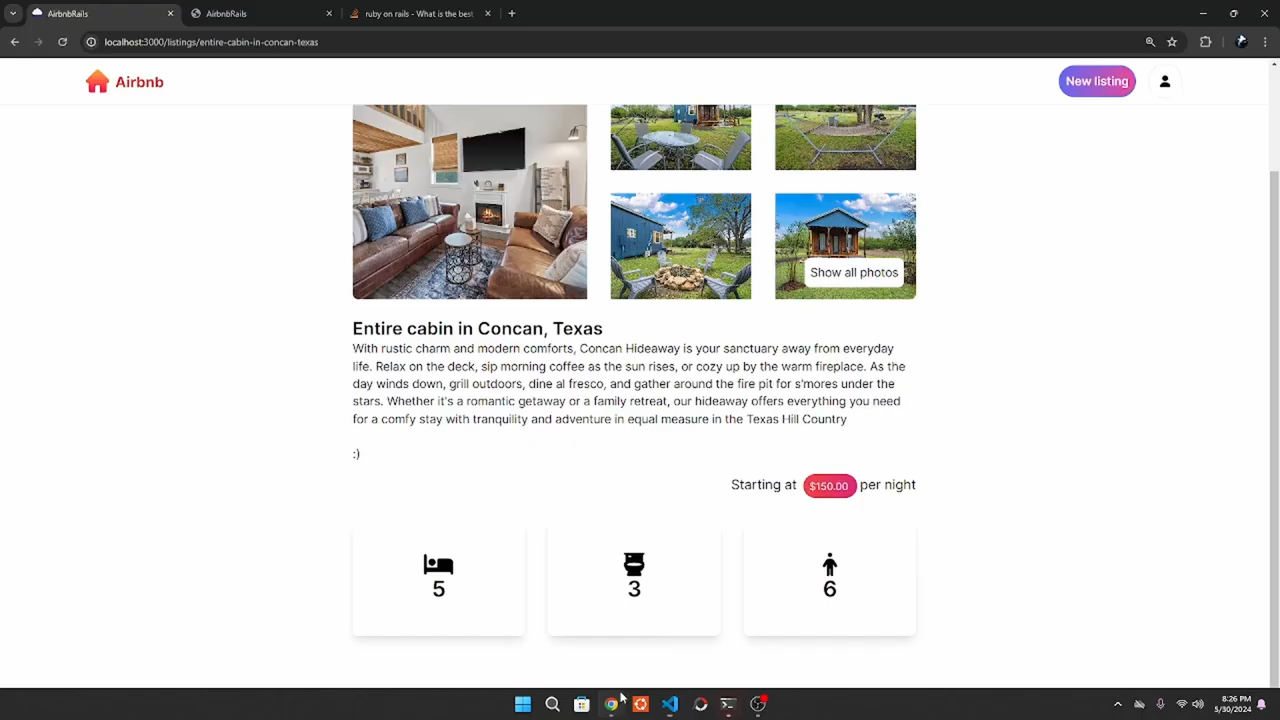 AirbnbRails
AirbnbRails
ruby on rails - What is the best
localhost:3000/listings/entire-cabin-in-concan-texas
Airbnb
New listing
Show all photos
Entire cabin in Concan, Texas
With rustic charm and modern comforts, Concan Hideaway is your sanctuary away from everyday
life. Relax on the deck, sip morning coffee as the sun rises, or cozy up by the warm fireplace. As the
day winds down, grill outdoors, dine al fresco, and gather around the fire pit for s'mores under the
stars. Whether it's a romantic getaway or a family retreat, our hideaway offers everything you need
for a comfy stay with tranquility and adventure in equal measure in the Texas Hill Country
:)
Starting at $150.00 per night
5
3
6
8:26 PM
5/30/2024